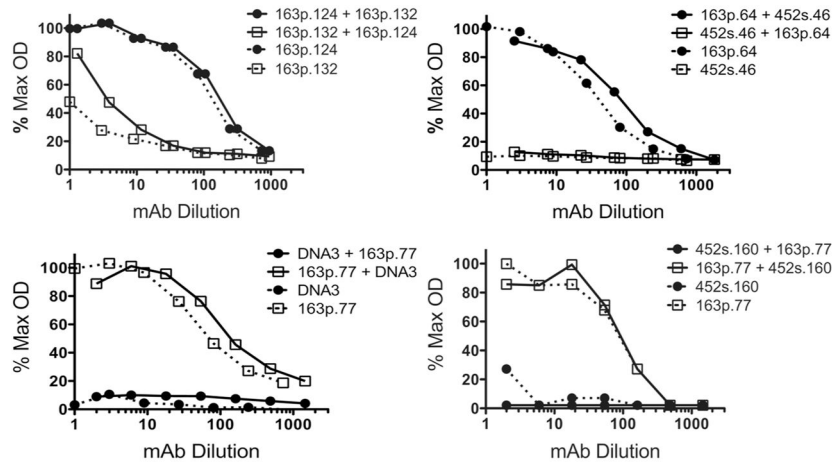 163p.124 + 163p.132
163p.132 + 163p.124
163p.124
163p.132
% Max OD
100
80
60
40
20
0
1 10 100 1000
mAb Dilution
163p.64 + 452s.46
452s.46 + 163p.64
163p.64
452s.46
% Max OD
100
80
60
40
20
0
1 10 100 1000
mAb Dilution
DNA3 + 163p.77
163p.77 + DNA3
DNA3
163p.77
% Max OD
100
80
60
40
20
0
1 10 100 1000
mAb Dilution
452s.160 + 163p.77
163p.77 + 452s.160
452s.160
163p.77
% Max OD
100
80
60
40
20
0
1 10 100 1000
mAb Dilution